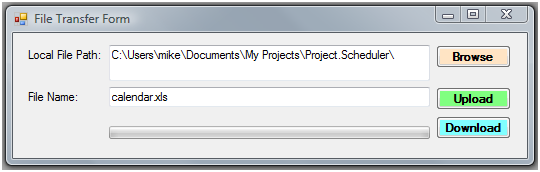 File Transfer Form
Local File Path: C:\Users\mike\Documents\My Projects\Project.Scheduler\ Browse
File Name: calendar.xls Upload
Download